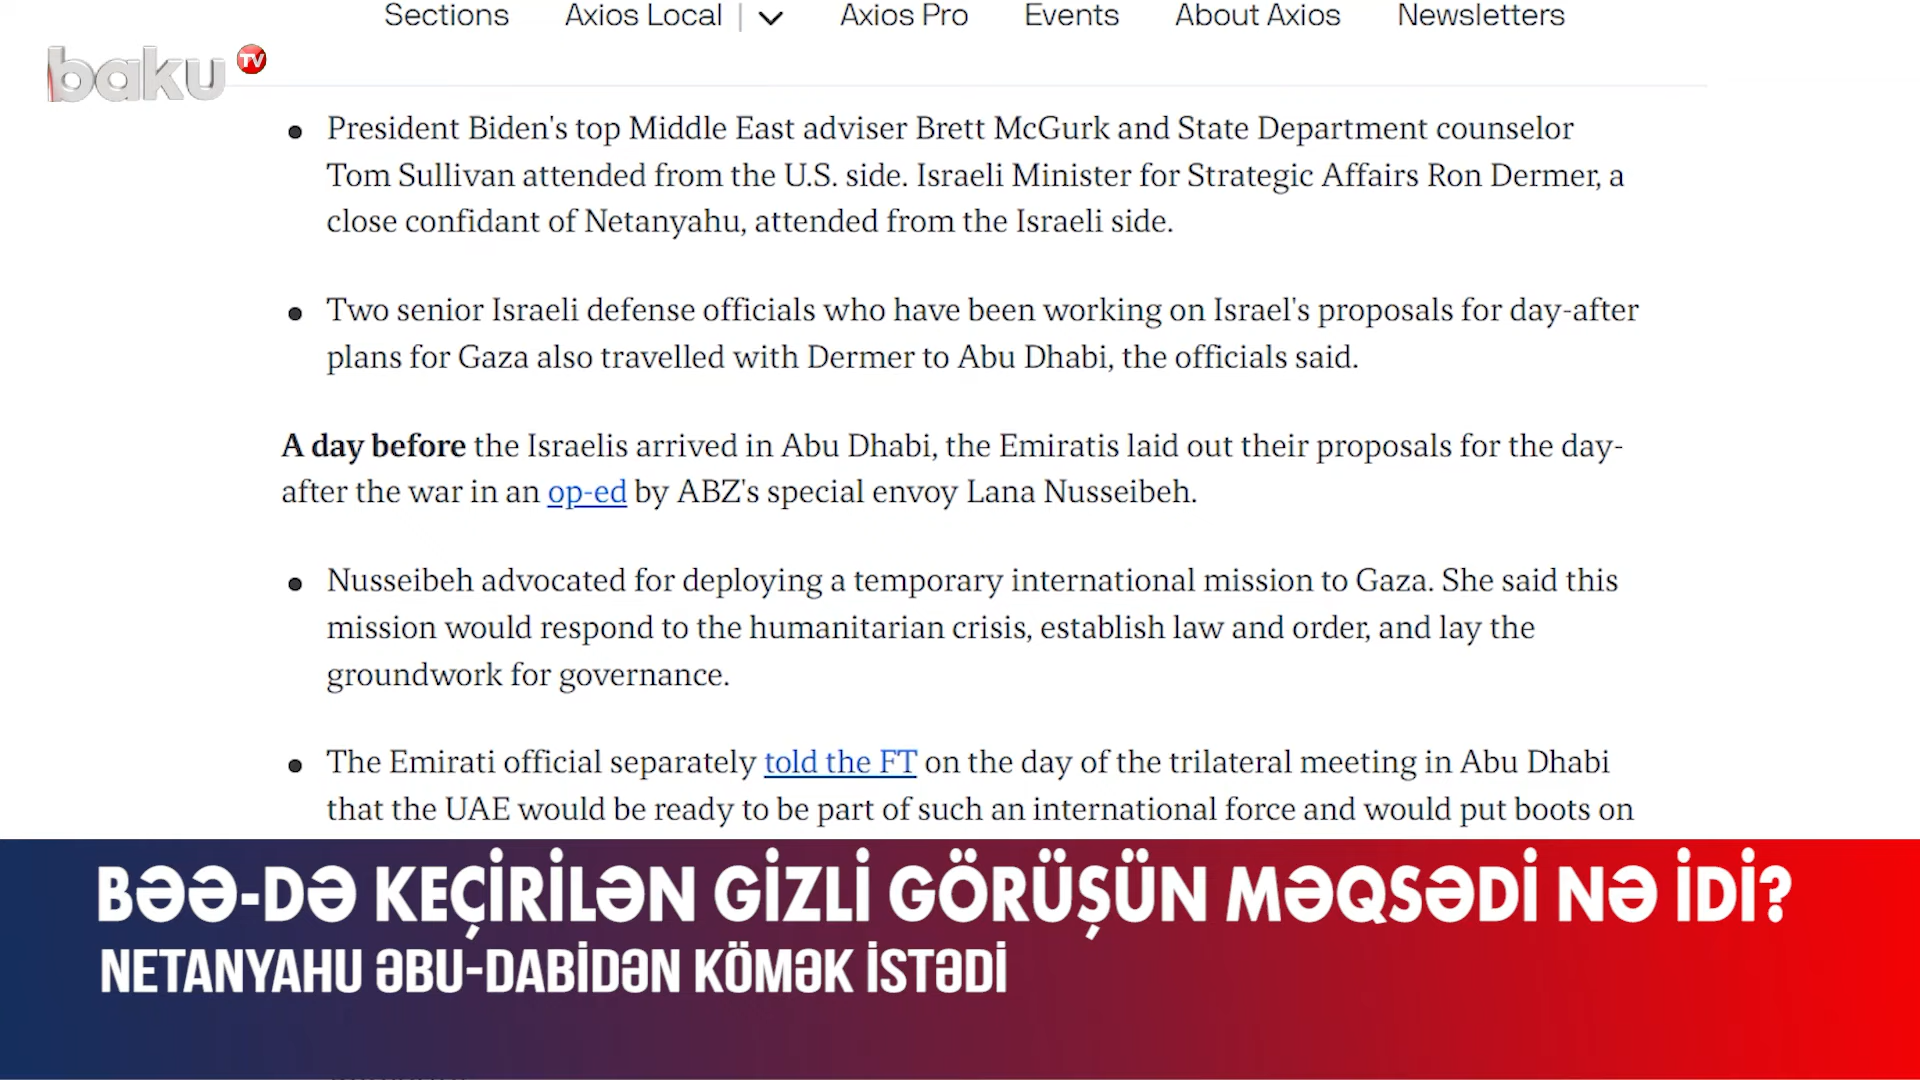 Sections Axios Local Axios Pro Events About Axios Newsletters
baku TV
President Biden's top Middle East adviser Brett McGurk and State Department counselor
Tom Sullivan attended from the U.S. side. Israeli Minister for Strategic Affairs Ron Dermer, a
close confidant of Netanyahu, attended from the Israeli side.
Two senior Israeli defense officials who have been working on Israel's proposals for day-after
plans for Gaza also travelled with Dermer to Abu Dhabi, the officials said.
A day before the Israelis arrived in Abu Dhabi, the Emiratis laid out their proposals for the day-
after the war in an op-ed by ABZ's special envoy Lana Nusseibeh.
Nusseibeh advocated for deploying a temporary international mission to Gaza. She said this
mission would respond to the humanitarian crisis, establish law and order, and lay the
groundwork for governance.
The Emirati official separately told the FT on the day of the trilateral meeting in Abu Dhabi
that the UAE would be ready to be part of such an international force and would put boots on
BƏƏ-DƏ KEÇİRİLƏN GİZLİ GÖRÜŞÜN MƏQSƏDİ NƏ İDİ?
NETANYAHU ƏBU-DABİDƏN KÖMƏK İSTƏDİ